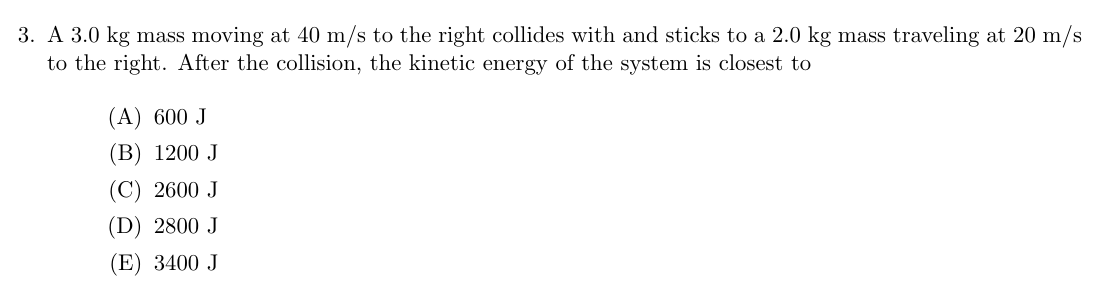 3. A 3.0 kg mass moving at 40 m/s to the right collides with and sticks to a 2.0 kg mass traveling at 20 m/s
to the right. After the collision, the kinetic energy of the system is closest to
(A) 600 J
(B) 1200 J
(C) 2600 J
(D) 2800 J
(E) 3400 J